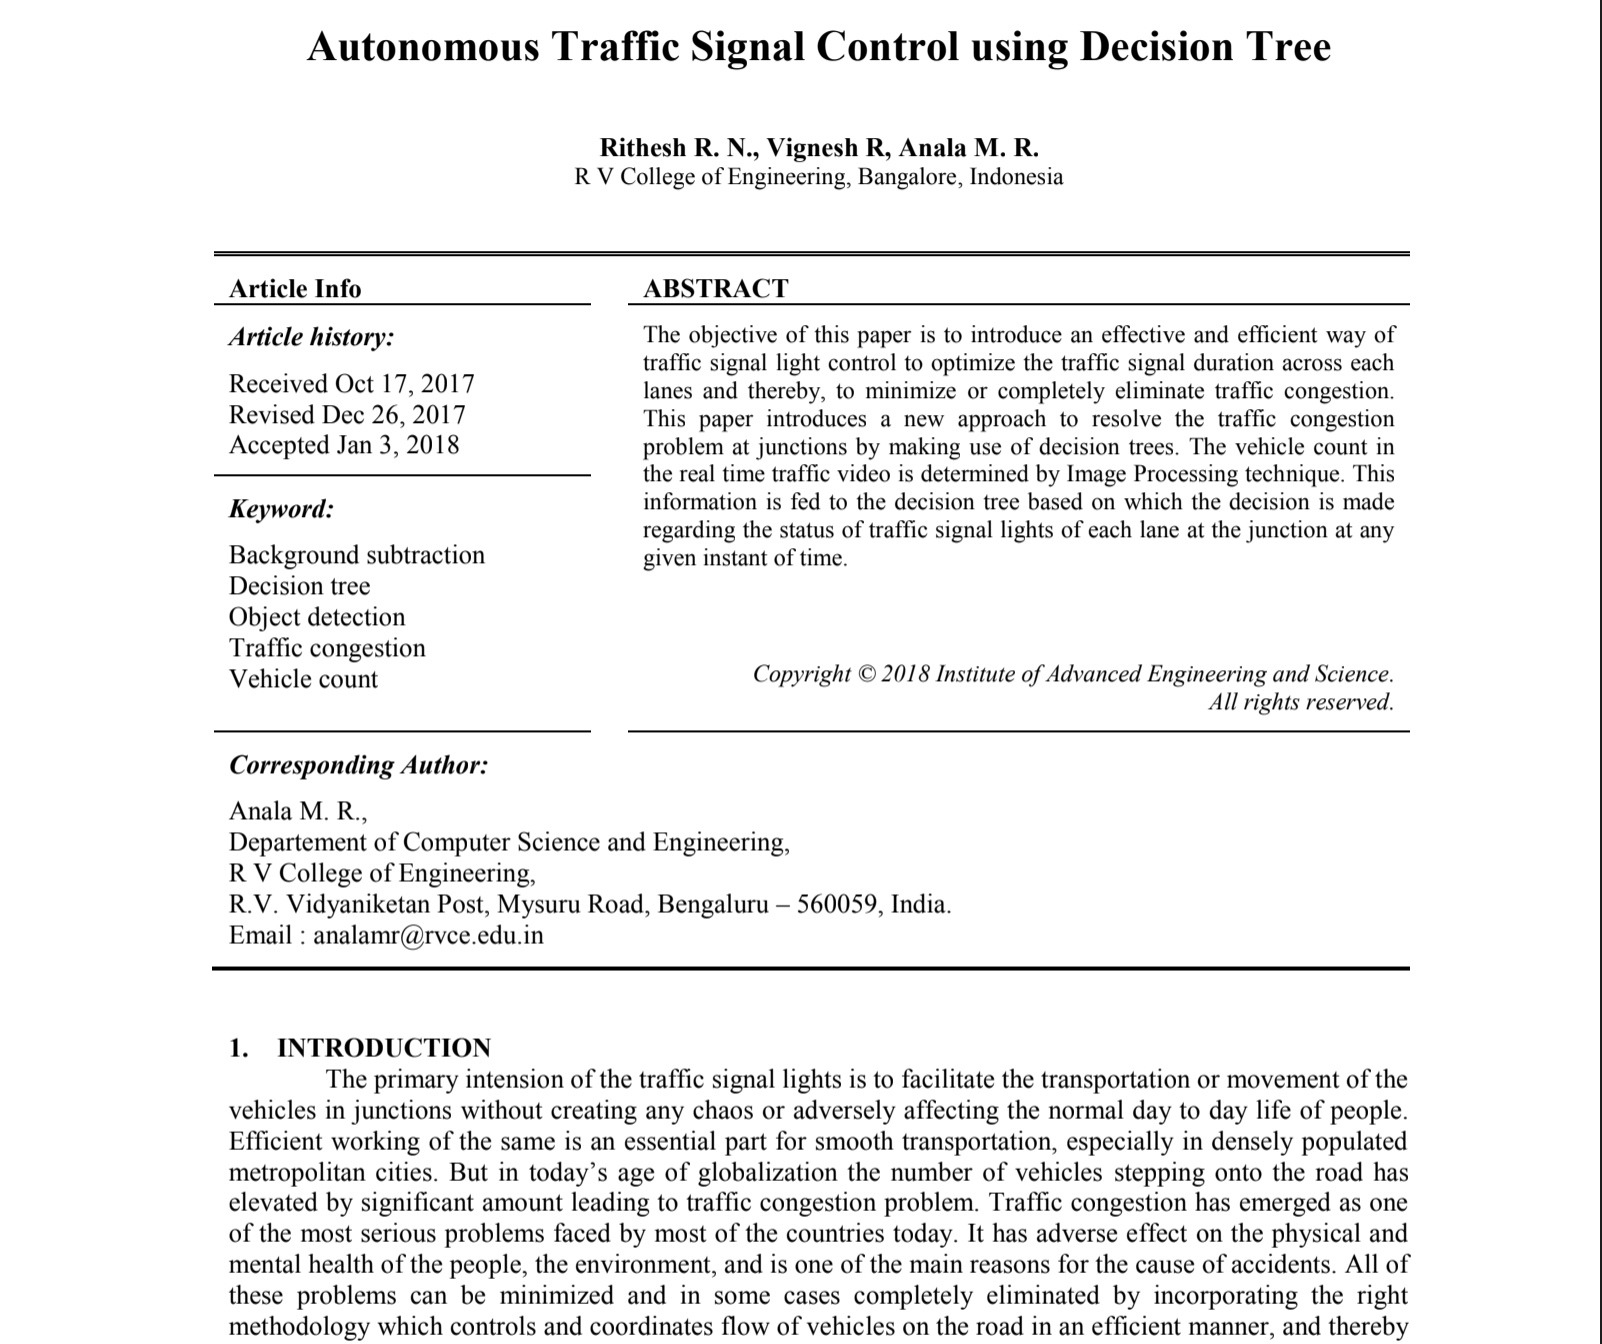 Autonomous Traffic Signal Control using Decision Tree
Rithesh R. N., Vignesh R, Anala M. R.
R V College of Engineering, Bangalore, Indonesia
Article Info
Article history:
Received Oct 17, 2017
Revised Dec 26, 2017
Accepted Jan 3, 2018
Keyword:
Background subtraction
Decision tree
Object detection
Traffic congestion
Vehicle count
ABSTRACT
The objective of this paper is to introduce an effective and efficient way of
traffic signal light control to optimize the traffic signal duration across each
lanes and thereby, to minimize or completely eliminate traffic congestion.
This paper introduces a new approach to resolve the traffic congestion
problem at junctions by making use of decision trees. The vehicle count in
the real time traffic video is determined by Image Processing technique. This
information is fed to the decision tree based on which the decision is made
regarding the status of traffic signal lights of each lane at the junction at any
given instant of time.
Copyright © 2018 Institute of Advanced Engineering and Science.
All rights reserved.
Corresponding Author:
Anala M. R.,
Departement of Computer Science and Engineering,
R V College of Engineering,
R.V. Vidyaniketan Post, Mysuru Road, Bengaluru – 560059, India.
Email : analamr@rvce.edu.in
1. INTRODUCTION
The primary intension of the traffic signal lights is to facilitate the transportation or movement of the
vehicles in junctions without creating any chaos or adversely affecting the normal day to day life of people.
Efficient working of the same is an essential part for smooth transportation, especially in densely populated
metropolitan cities. But in today’s age of globalization the number of vehicles stepping onto the road has
elevated by significant amount leading to traffic congestion problem. Traffic congestion has emerged as one
of the most serious problems faced by most of the countries today. It has adverse effect on the physical and
mental health of the people, the environment, and is one of the main reasons for the cause of accidents. All of
these problems can be minimized and in some cases completely eliminated by incorporating the right
methodology which controls and coordinates flow of vehicles on the road in an efficient manner, and thereby